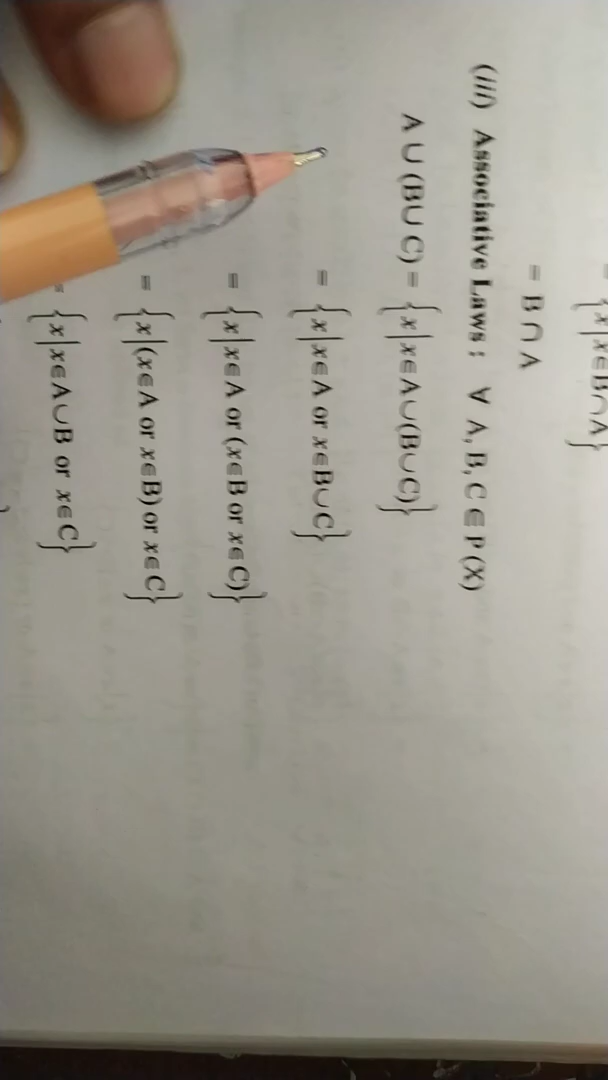 = {x | x∈B∩A}
= B ∩ A
(iii) Associative Laws : ∀ A, B, C ∈ P (X)
A ∪ (B∪ C) = {x | x∈A∪(B∪C)}
= {x | x∈A or x∈B∪C}
= {x | x∈A or (x∈B or x∈C)}
= {x | (x∈A or x∈B) or x∈C}
= {x | x∈A∪B or x∈C}